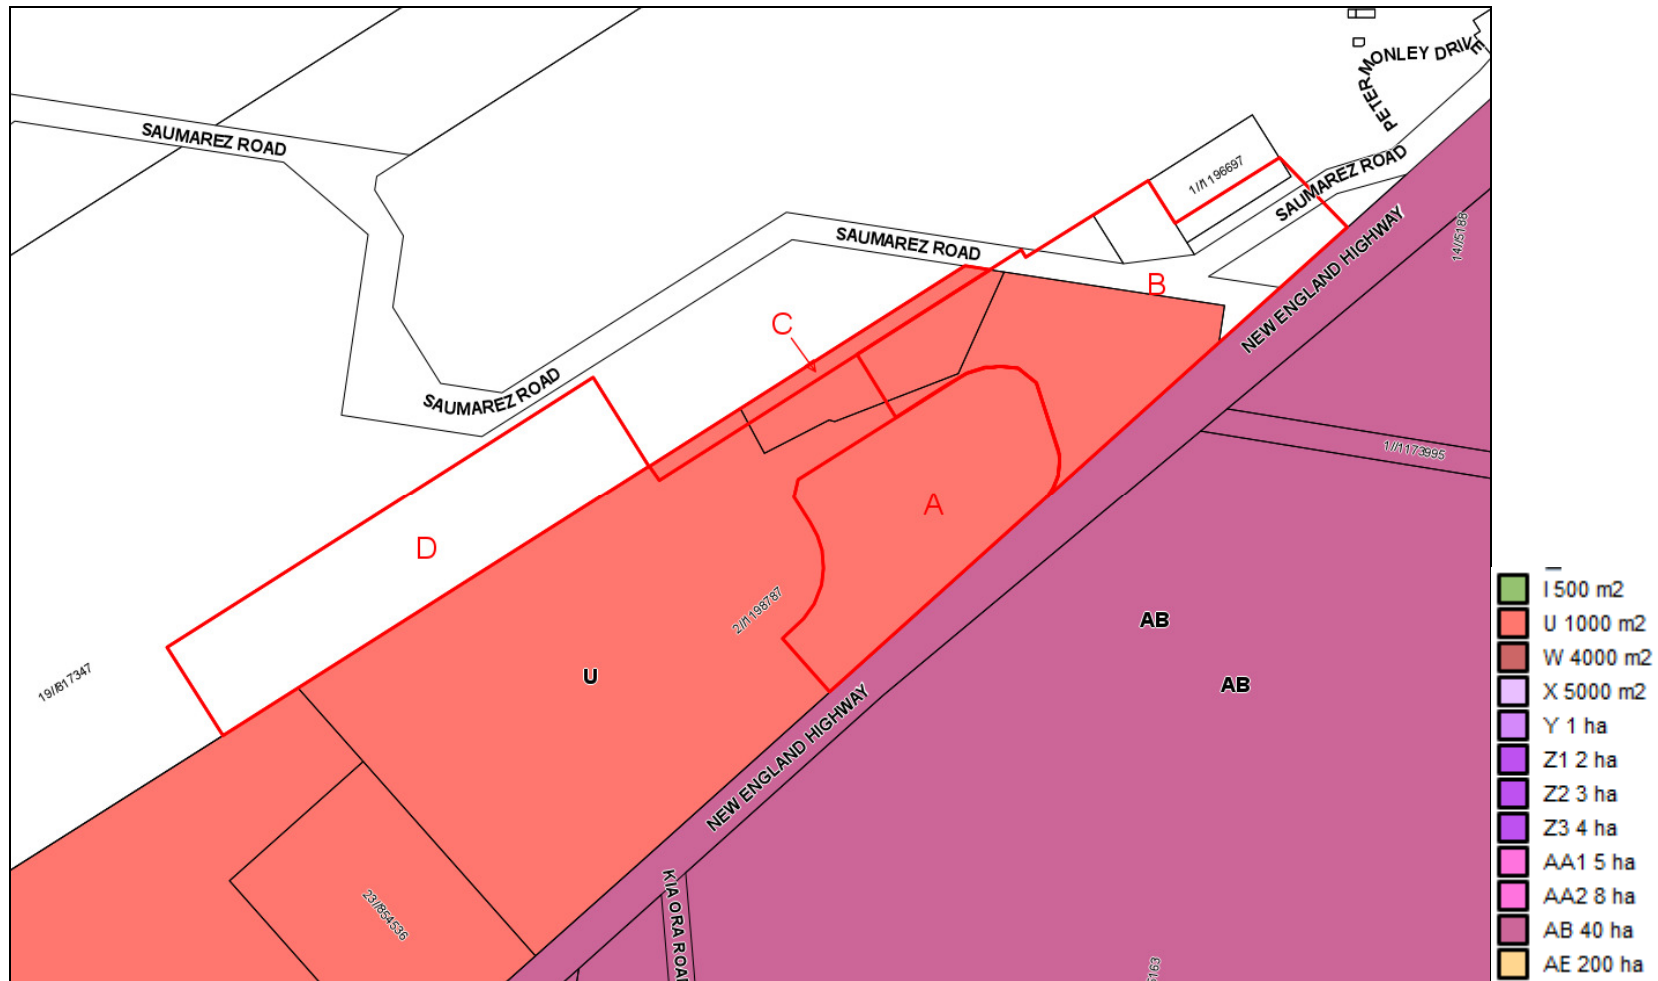 PETER MONLEY DRIVE
SAUMAREZ ROAD
1//1196697
SAUMAREZ ROAD
SAUMAREZ ROAD
14//5188
B
NEW ENGLAND HIGHWAY
C
SAUMAREZ ROAD
1//1173995
A
D
2//1198787
AB
U
19//817347
AB
NEW ENGLAND HIGHWAY
23//854536
KIA ORA ROAD
I 500 m2
U 1000 m2
W 4000 m2
X 5000 m2
Y 1 ha
Z1 2 ha
Z2 3 ha
Z3 4 ha
AA1 5 ha
AA2 8 ha
AB 40 ha
AE 200 ha